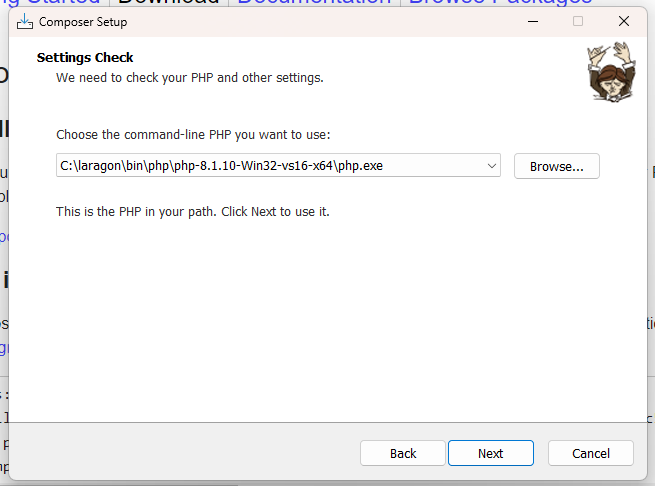 ng Started Download Documentation Browse Packages
Composer Setup
Settings Check
We need to check your PHP and other settings.
Choose the command-line PHP you want to use:
C:\laragon\bin\php\php-8.1.10-Win32-vs16-x64\php.exe
Browse...
This is the PHP in your path. Click Next to use it.
Back Next Cancel